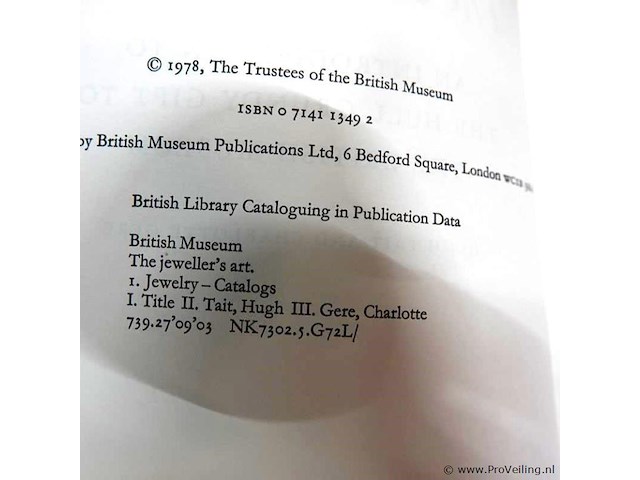 © 1978, The Trustees of the British Museum
ISBN 0 7141 1349 2
by British Museum Publications Ltd, 6 Bedford Square, London
British Library Cataloguing in Publication Data
British Museum
The jeweller's art.
1. Jewelry – Catalogs
I. Title II. Tait, Hugh III. Gere, Charlotte
739.27'09'03 NK7302.5.G72L/
© www.ProVeiling.nl